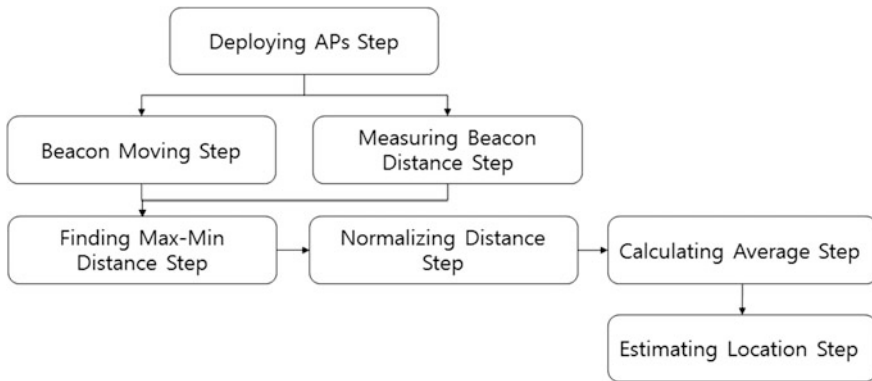 Deploying APs Step
Beacon Moving Step
Measuring Beacon
Distance Step
Finding Max-Min
Distance Step
Normalizing Distance
Step
Calculating Average Step
Estimating Location Step